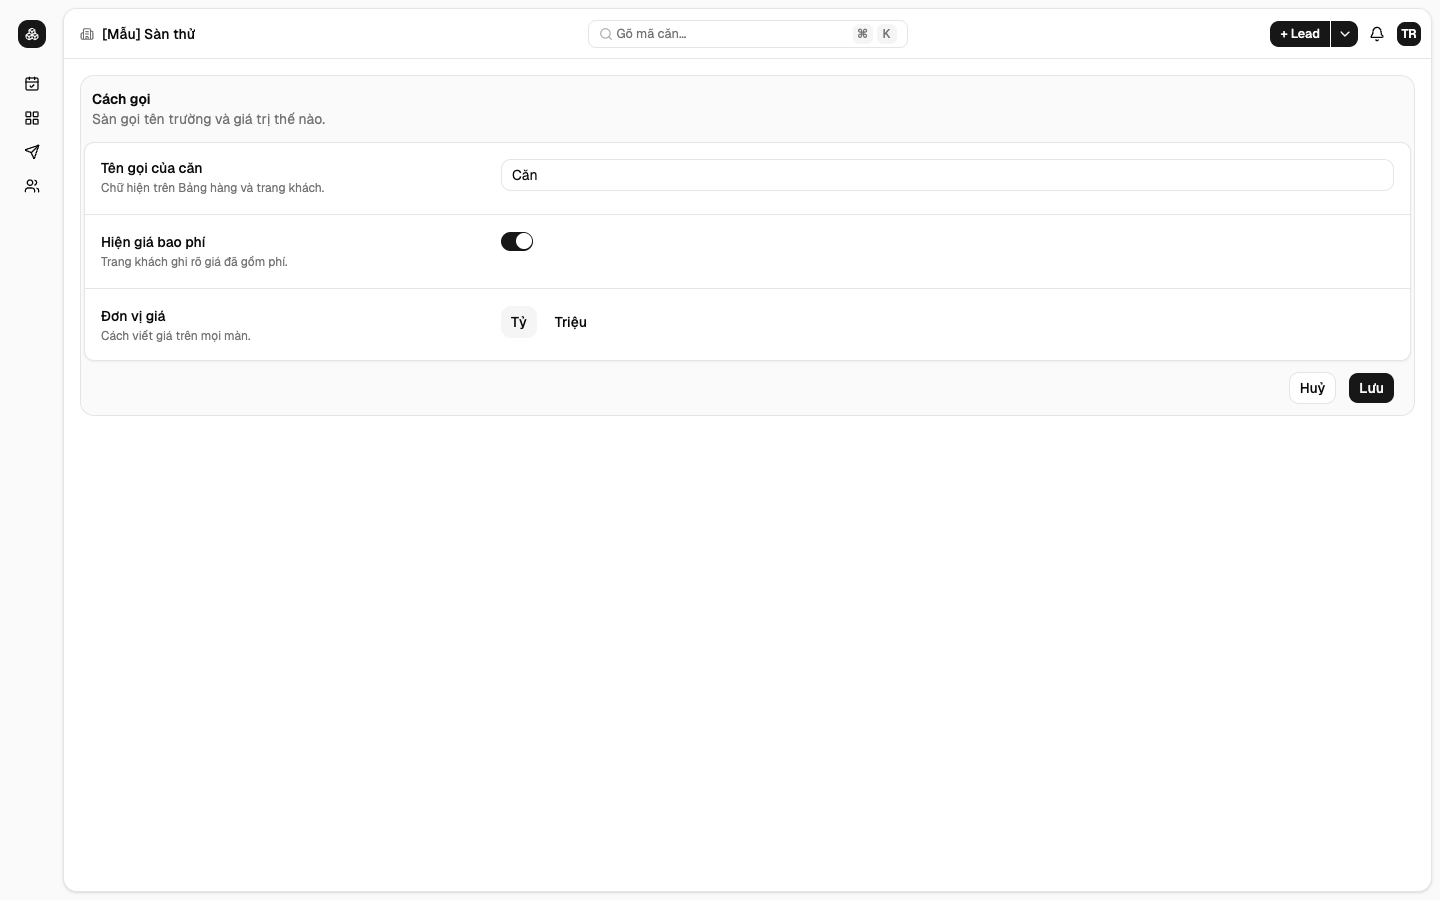 [Mẫu] Sàn thử
Gõ mã căn...
⌘ K
+ Lead
TR
Cách gọi
Sàn gọi tên trường và giá trị thế nào.
Tên gọi của căn
Chữ hiện trên Bảng hàng và trang khách.
Căn
Hiện giá bao phí
Trang khách ghi rõ giá đã gồm phí.
Đơn vị giá
Cách viết giá trên mọi màn.
Tỷ
Triệu
Huỷ
Lưu